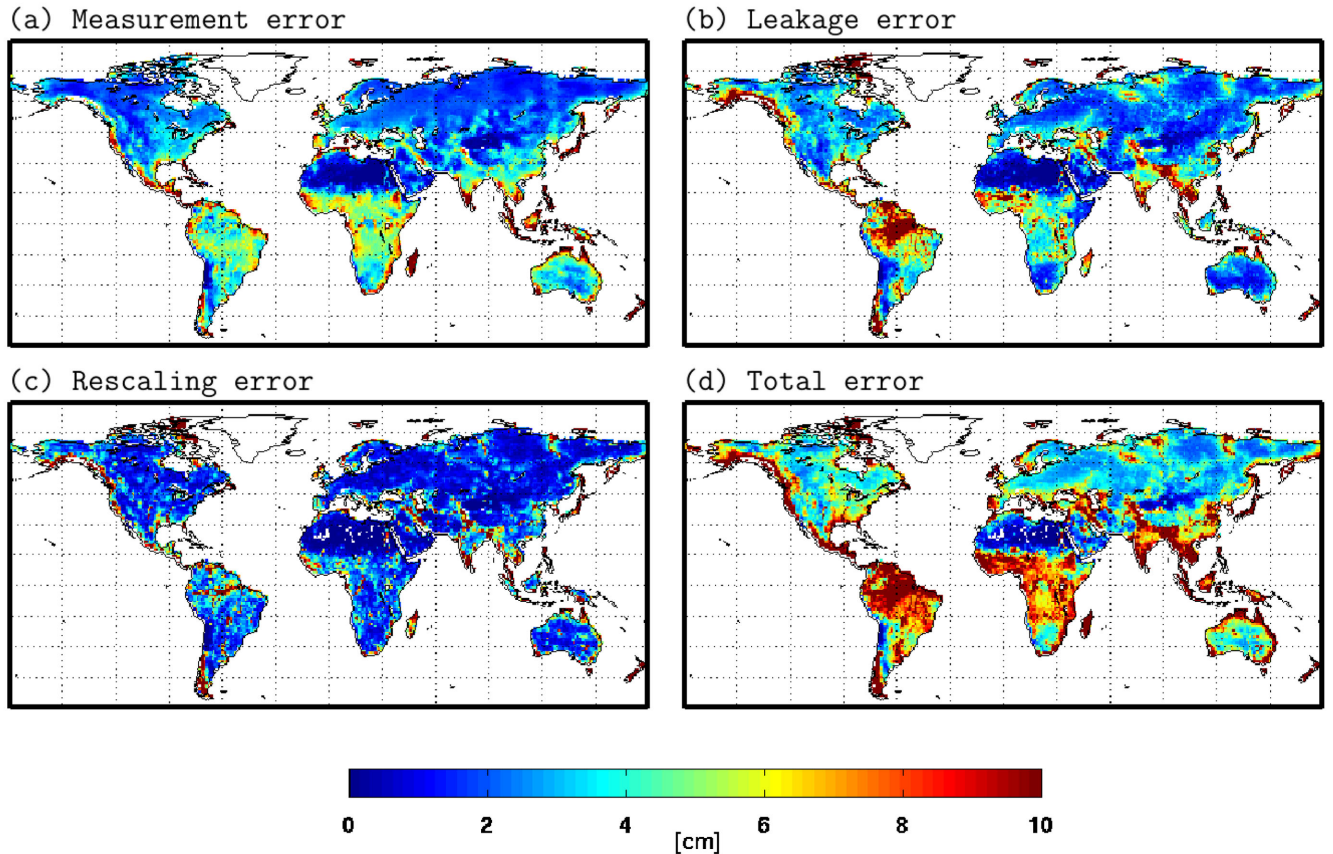 (a) Measurement error
(b) Leakage error
(c) Rescaling error
(d) Total error
0 2 4 6 8 10
[cm]